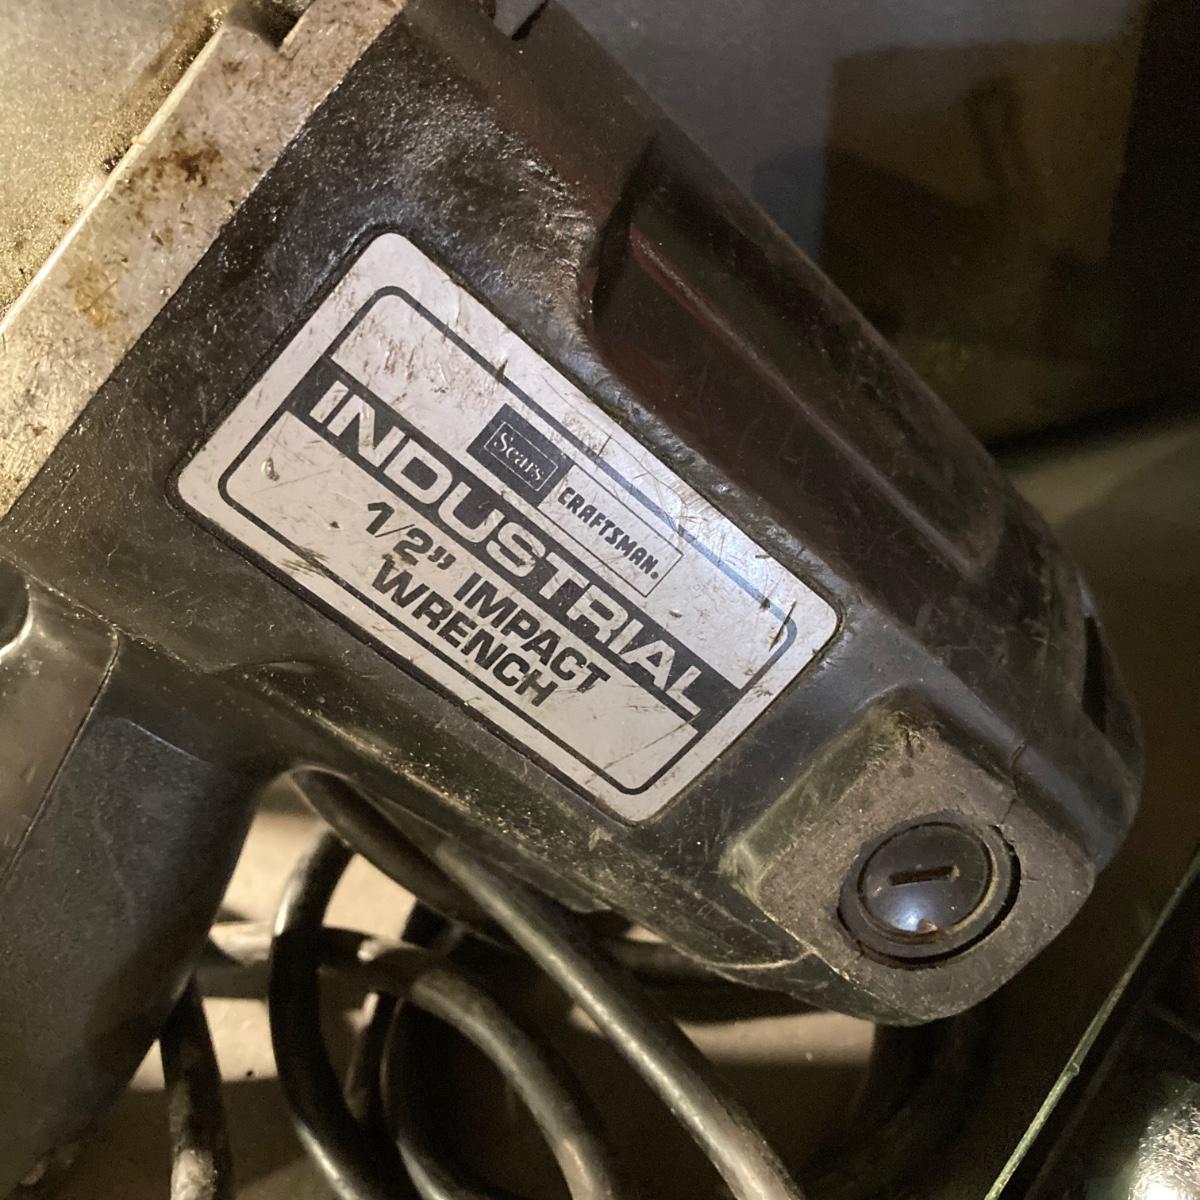 Sears
CRAFTSMAN®
INDUSTRIAL
1/2" IMPACT
WRENCH